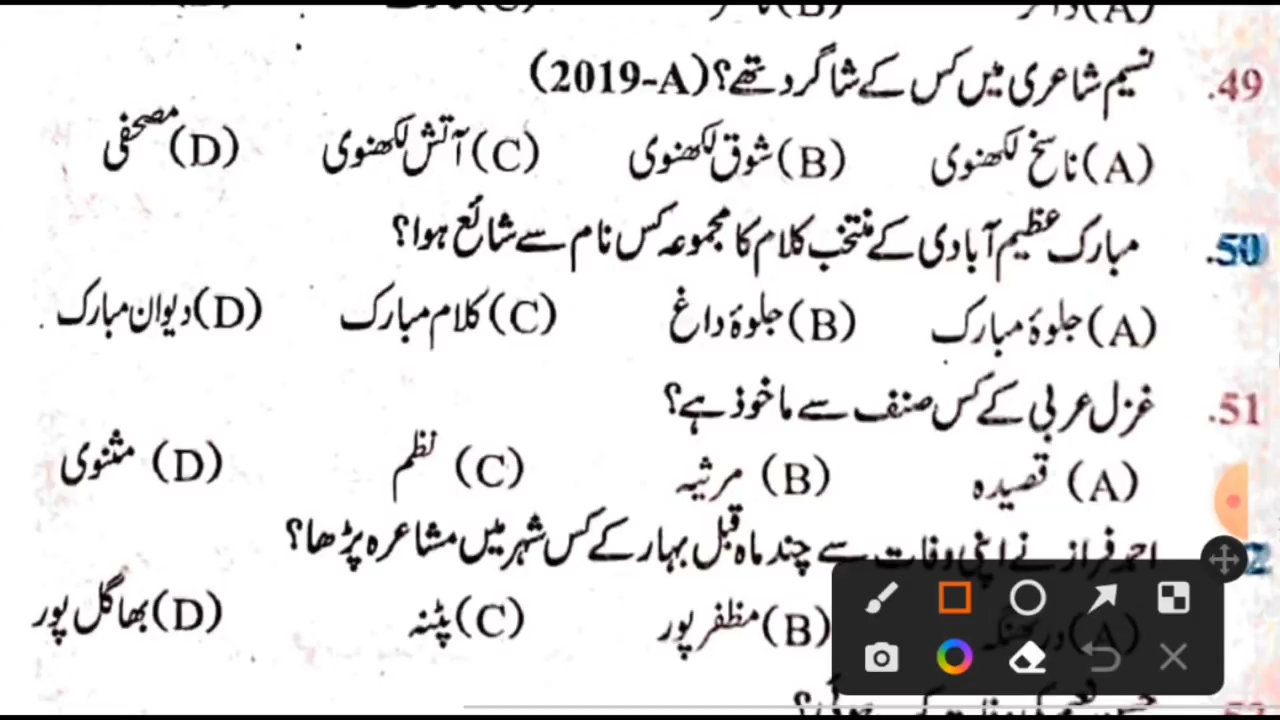 49. نسیم شاعری میں کس کے شاگرد تھے؟ (2019-A)
(A) ناسخ لکھنوی (B) شوق لکھنوی (C) آتش لکھنوی (D) مصحفی
50. مبارک عظیم آبادی کے منتخب کلام کا مجموعہ کس نام سے شائع ہوا؟
(A) جلوۂ مبارک (B) جلوۂ داغ (C) کلام مبارک (D) دیوان مبارک
51. غزل عربی کے کس صنف سے ماخوذ ہے؟
(A) قصیدہ (B) مرثیہ (C) نظم (D) مثنوی
احمد فراز نے اپنی وفات سے چند ماہ قبل بہار کے کس شہر میں مشاعرہ پڑھا؟
(A) دربھنگہ (B) مظفر پور (C) پٹنہ (D) بھاگل پور